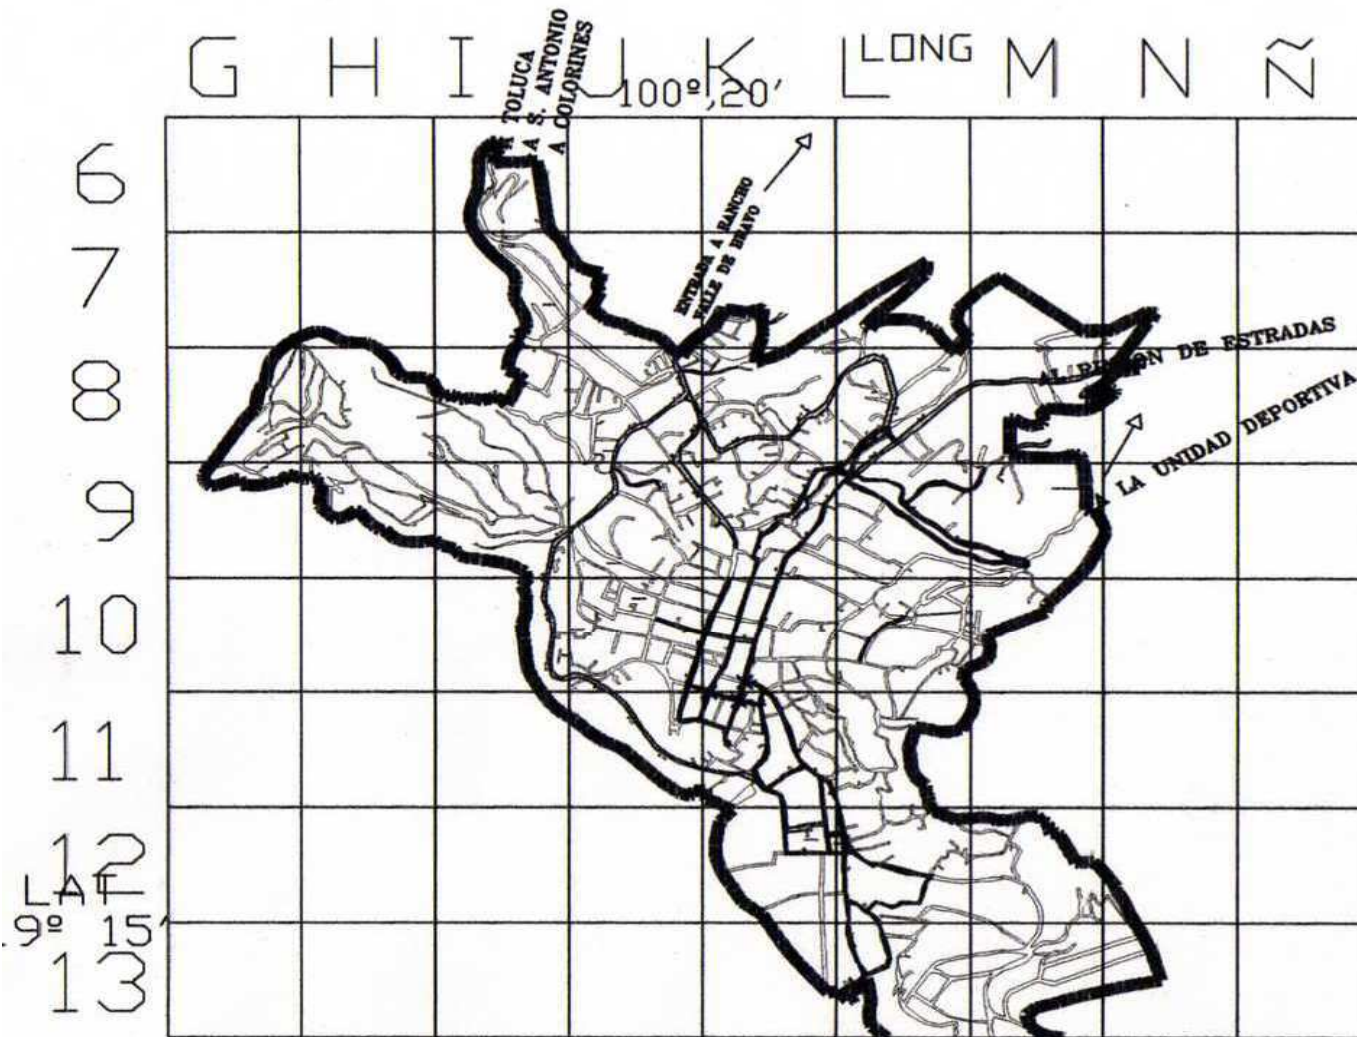 G H I J K L LONG M N Ñ
100º,20'
A TOLUCA
A S. ANTONIO
A COLORINES
6
ENTRADA A RANCHO
VALLE DE BRAVO
7
8
DE ESTRADAS
A LA UNIDAD DEPORTIVA
9
10
11
12
LAT
9º 15'
13